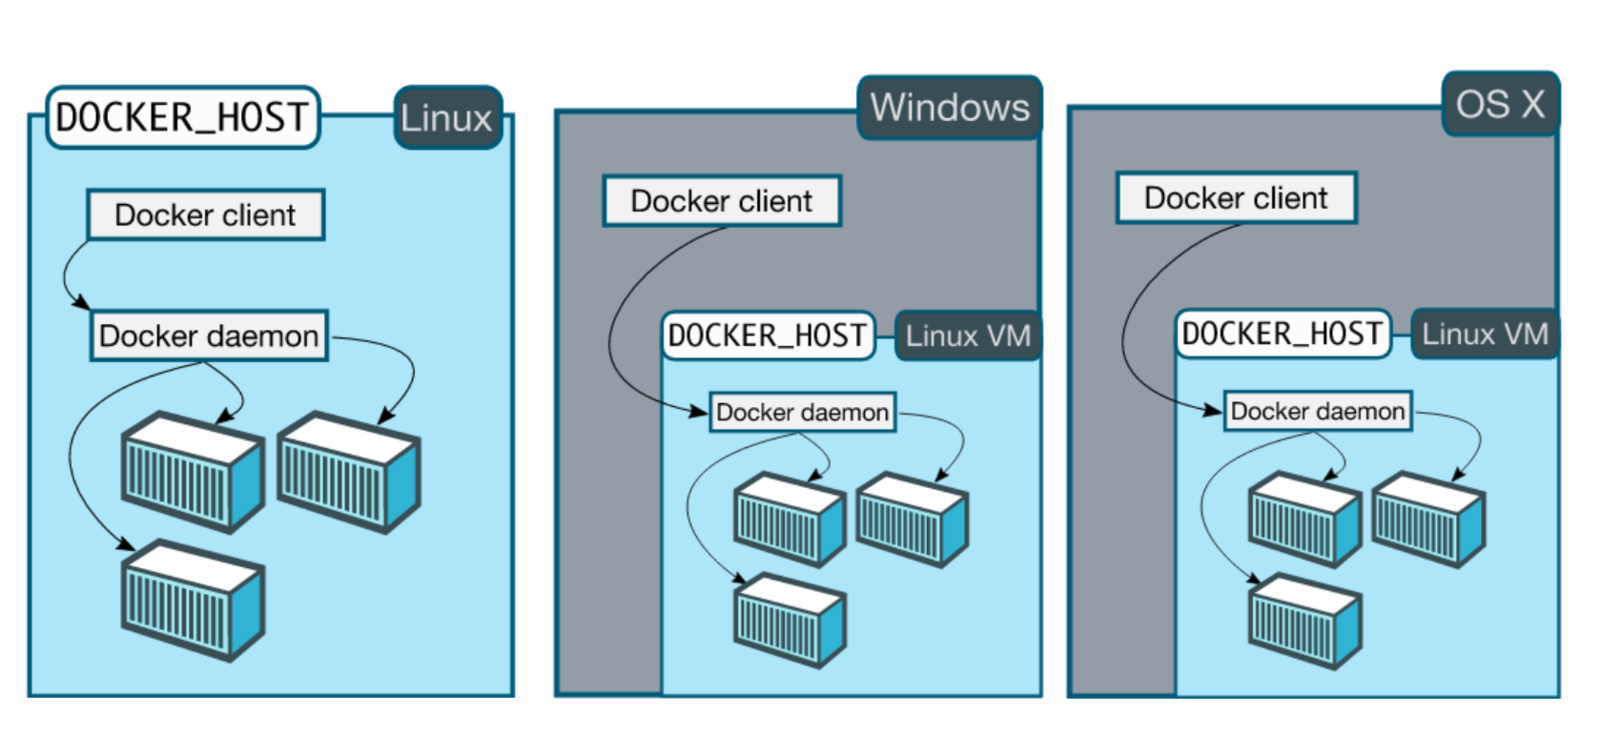 DOCKER_HOST
Linux
Docker client
Docker daemon
Windows
Docker client
DOCKER_HOST
Linux VM
Docker daemon
OS X
Docker client
DOCKER_HOST
Linux VM
Docker daemon